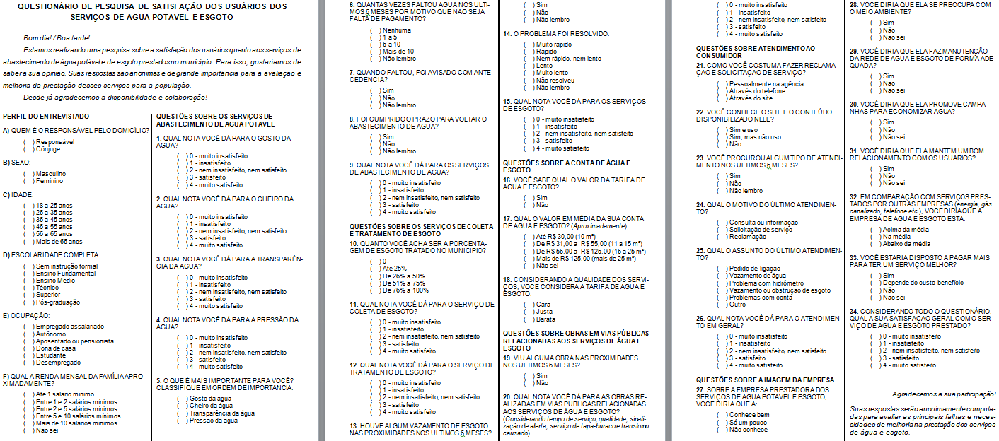 QUESTIONÁRIO DE PESQUISA DE SATISFAÇÃO DOS USUÁRIOS DOS
SERVIÇOS DE ÁGUA POTÁVEL E ESGOTO
Bom dia! / Boa tarde!
Estamos realizando uma pesquisa sobre a satisfação dos usuários quanto aos serviços de
abastecimento de água potável e de esgoto prestados no município. Para isso, gostaríamos de
saber a sua opinião. Suas respostas são anônimas e de grande importância para a avaliação e
melhoria da prestação desses serviços para a população.
Desde já agradecemos a disponibilidade e colaboração!
PERFIL DO ENTREVISTADO
A) QUEM É O RESPONSÁVEL PELO DOMICÍLIO?
( ) Responsável
( ) Cônjuge
B) SEXO:
( ) Masculino
( ) Feminino
C) IDADE:
( ) 18 a 25 anos
( ) 26 a 35 anos
( ) 36 a 45 anos
( ) 46 a 55 anos
( ) 56 a 65 anos
( ) Mais de 66 anos
D) ESCOLARIDADE COMPLETA:
( ) Sem instrução formal
( ) Ensino Fundamental
( ) Ensino Médio
( ) Técnico
( ) Superior
( ) Pós-graduação
E) OCUPAÇÃO:
( ) Empregado assalariado
( ) Autônomo
( ) Aposentado ou pensionista
( ) Dona de casa
( ) Estudante
( ) Desempregado
F) QUAL A RENDA MENSAL DA FAMÍLIA APRO-
XIMADAMENTE?
( ) Até 1 salário mínimo
( ) Entre 1 e 2 salários mínimos
( ) Entre 2 e 5 salários mínimos
( ) Entre 5 e 10 salários mínimos
( ) Mais de 10 salários mínimos
( ) Não sei
QUESTÕES SOBRE OS SERVIÇOS DE
ABASTECIMENTO DE ÁGUA POTÁVEL
1. QUAL NOTA VOCÊ DÁ PARA O GOSTO DA
ÁGUA?
( ) 0 - muito insatisfeito
( ) 1 - insatisfeito
( ) 2 - nem insatisfeito, nem satisfeito
( ) 3 - satisfeito
( ) 4 - muito satisfeito
2. QUAL NOTA VOCÊ DÁ PARA O CHEIRO DA
ÁGUA?
( ) 0 - muito insatisfeito
( ) 1 - insatisfeito
( ) 2 - nem insatisfeito, nem satisfeito
( ) 3 - satisfeito
( ) 4 - muito satisfeito
3. QUAL NOTA VOCÊ DÁ PARA A TRANSPARÊN-
CIA DA ÁGUA?
( ) 0 - muito insatisfeito
( ) 1 - insatisfeito
( ) 2 - nem insatisfeito, nem satisfeito
( ) 3 - satisfeito
( ) 4 - muito satisfeito
4. QUAL NOTA VOCÊ DÁ PARA A PRESSÃO DA
ÁGUA?
( ) 0 - muito insatisfeito
( ) 1 - insatisfeito
( ) 2 - nem insatisfeito, nem satisfeito
( ) 3 - satisfeito
( ) 4 - muito satisfeito
5. O QUE É MAIS IMPORTANTE PARA VOCÊ?
CLASSIFIQUE EM ORDEM DE IMPORTÂNCIA.
( ) Gosto da água
( ) Cheiro da água
( ) Transparência da água
( ) Pressão da água
6. QUANTAS VEZES FALTOU ÁGUA NOS ÚLTI-
MOS 6 MESES POR MOTIVO QUE NÃO SEJA
FALTA DE PAGAMENTO?
( ) Nenhuma
( ) 1 a 5
( ) 6 a 10
( ) Mais de 10
( ) Não lembro
7. QUANDO FALTOU, FOI AVISADO COM ANTE-
CEDÊNCIA?
( ) Sim
( ) Não
( ) Não lembro
8. FOI CUMPRIDO O PRAZO PARA VOLTAR O
ABASTECIMENTO DE ÁGUA?
( ) Sim
( ) Não
( ) Não lembro
9. QUAL NOTA VOCÊ DÁ PARA OS SERVIÇOS
DE ABASTECIMENTO DE ÁGUA?
( ) 0 - muito insatisfeito
( ) 1 - insatisfeito
( ) 2 - nem insatisfeito, nem satisfeito
( ) 3 - satisfeito
( ) 4 - muito satisfeito
QUESTÕES SOBRE OS SERVIÇOS DE COLETA
E TRATAMENTO DE ESGOTO
10. QUANTO VOCÊ ACHA SER A PORCENTA-
GEM DE ESGOTO TRATADO NO MUNICÍPIO?
( ) 0
( ) Até 25%
( ) De 26% a 50%
( ) De 51% a 75%
( ) De 76% a 100%
11. QUAL NOTA VOCÊ DÁ PARA O SERVIÇO DE
COLETA DE ESGOTO?
( ) 0 - muito insatisfeito
( ) 1 - insatisfeito
( ) 2 - nem insatisfeito, nem satisfeito
( ) 3 - satisfeito
( ) 4 - muito satisfeito
12. QUAL NOTA VOCÊ DÁ PARA O SERVIÇO DE
TRATAMENTO DE ESGOTO?
( ) 0 - muito insatisfeito
( ) 1 - insatisfeito
( ) 2 - nem insatisfeito, nem satisfeito
( ) 3 - satisfeito
( ) 4 - muito satisfeito
13. HOUVE ALGUM VAZAMENTO DE ESGOTO
NAS PROXIMIDADES NOS ÚLTIMOS 6 MESES?
( ) Sim
( ) Não
( ) Não lembro
14. O PROBLEMA FOI RESOLVIDO:
( ) Muito rápido
( ) Rápido
( ) Nem rápido, nem lento
( ) Lento
( ) Muito lento
( ) Não resolveu
( ) Não lembro
15. QUAL NOTA VOCÊ DÁ PARA OS SERVIÇOS
DE ESGOTO?
( ) 0 - muito insatisfeito
( ) 1 - insatisfeito
( ) 2 - nem insatisfeito, nem satisfeito
( ) 3 - satisfeito
( ) 4 - muito satisfeito
QUESTÕES SOBRE A CONTA DE ÁGUA E
ESGOTO
16. VOCÊ SABE QUAL O VALOR DA TARIFA DE
ÁGUA E ESGOTO?
( ) Sim
( ) Não
17. QUAL O VALOR EM MÉDIA DA SUA CONTA
DE ÁGUA E ESGOTO? (Aproximadamente)
( ) Até R$ 30,00 (10 m³)
( ) De R$ 31,00 a R$ 55,00 (11 a 15 m³)
( ) De R$ 56,00 a R$ 125,00 (16 a 25 m³)
( ) Mais de R$ 125,00 (mais de 25 m³)
( ) Não sei
18. CONSIDERANDO A QUALIDADE DOS SERVI-
ÇOS, VOCÊ CONSIDERA A TARIFA DE ÁGUA E
ESGOTO:
( ) Cara
( ) Justa
( ) Barata
QUESTÕES SOBRE OBRAS EM VIAS PÚBLICAS
RELACIONADAS AOS SERVIÇOS DE ÁGUA E
ESGOTO
19. VIU ALGUMA OBRA NAS PROXIMIDADES
NOS ÚLTIMOS 6 MESES?
( ) Sim
( ) Não
20. QUAL NOTA VOCÊ DÁ PARA AS OBRAS RE-
ALIZADAS EM VIAS PÚBLICAS RELACIONADAS
AOS SERVIÇOS DE ÁGUA E ESGOTO?
(Considerando tempo de serviço, qualidade, sinali-
zação de alerta, serviço de tapa-buraco e transtorno
causado).
( ) 0 - muito insatisfeito
( ) 1 - insatisfeito
( ) 2 - nem insatisfeito, nem satisfeito
( ) 3 - satisfeito
( ) 4 - muito satisfeito
QUESTÕES SOBRE ATENDIMENTO AO
CONSUMIDOR
21. COMO VOCÊ COSTUMA FAZER RECLAMA-
ÇÃO E SOLICITAÇÃO DE SERVIÇO?
( ) Pessoalmente na agência
( ) Através do telefone
( ) Através do site
22. VOCÊ CONHECE O SITE E O CONTEÚDO
DISPONIBILIZADO NELE?
( ) Sim e uso
( ) Sim, mas não uso
( ) Não
23. VOCÊ PROCUROU ALGUM TIPO DE ATENDI-
MENTO NOS ÚLTIMOS 6 MESES?
( ) Sim
( ) Não
( ) Não lembro
24. QUAL O MOTIVO DO ÚLTIMO ATENDIMEN-
TO?
( ) Consulta ou informação
( ) Solicitação de serviço
( ) Reclamação
25. QUAL O ASSUNTO DO ÚLTIMO ATENDIMEN-
TO?
( ) Pedido de ligação
( ) Vazamento de água
( ) Problema com hidrômetro
( ) Vazamento ou obstrução de esgoto
( ) Problemas com conta
( ) Outro
26. QUAL NOTA VOCÊ DÁ PARA O ATENDIMEN-
TO EM GERAL?
( ) 0 - muito insatisfeito
( ) 1 - insatisfeito
( ) 2 - nem insatisfeito, nem satisfeito
( ) 3 - satisfeito
( ) 4 - muito satisfeito
QUESTÕES SOBRE A IMAGEM DA EMPRESA
27. SOBRE A EMPRESA PRESTADORA DOS
SERVIÇOS DE ÁGUA POTÁVEL E ESGOTO,
VOCÊ DIRIA QUE A:
( ) Conhece bem
( ) Só um pouco
( ) Não conhece
28. VOCÊ DIRIA QUE ELA SE PREOCUPA COM
O MEIO AMBIENTE?
( ) Sim
( ) Não
( ) Não sei
29. VOCÊ DIRIA QUE ELA FAZ MANUTENÇÃO
DA REDE DE ÁGUA E ESGOTO DE FORMA ADE-
QUADA?
( ) Sim
( ) Não
( ) Não sei
30. VOCÊ DIRIA QUE ELA PROMOVE CAMPA-
NHAS PARA ECONOMIZAR ÁGUA?
( ) Sim
( ) Não
( ) Não sei
31. VOCÊ DIRIA QUE ELA MANTÉM UM BOM
RELACIONAMENTO COM OS USUÁRIOS?
( ) Sim
( ) Não
( ) Não sei
32. EM COMPARAÇÃO COM SERVIÇOS PRES-
TADOS POR OUTRAS EMPRESAS (energia, gás
canalizado, telefone etc.), VOCÊ DIRIA QUE A
EMPRESA DE ÁGUA E ESGOTO ESTÁ:
( ) Acima da média
( ) Na média
( ) Abaixo da média
33. VOCÊ ESTARIA DISPOSTO A PAGAR MAIS
PARA TER UM SERVIÇO MELHOR?
( ) Sim
( ) Depende do custo-benefício
( ) Não
( ) Não sei
34. CONSIDERANDO TODO O QUESTIONÁRIO,
QUAL A SUA SATISFAÇÃO GERAL COM O SER-
VIÇO DE ÁGUA E ESGOTO PRESTADO?
( ) 0 - muito insatisfeito
( ) 1 - insatisfeito
( ) 2 - nem insatisfeito, nem satisfeito
( ) 3 - satisfeito
( ) 4 - muito satisfeito
Agradecemos a sua participação!
Suas respostas serão anonimamente computa-
das para avaliar as principais falhas e neces-
sidades de melhoria na prestação dos serviços
de água e esgoto.